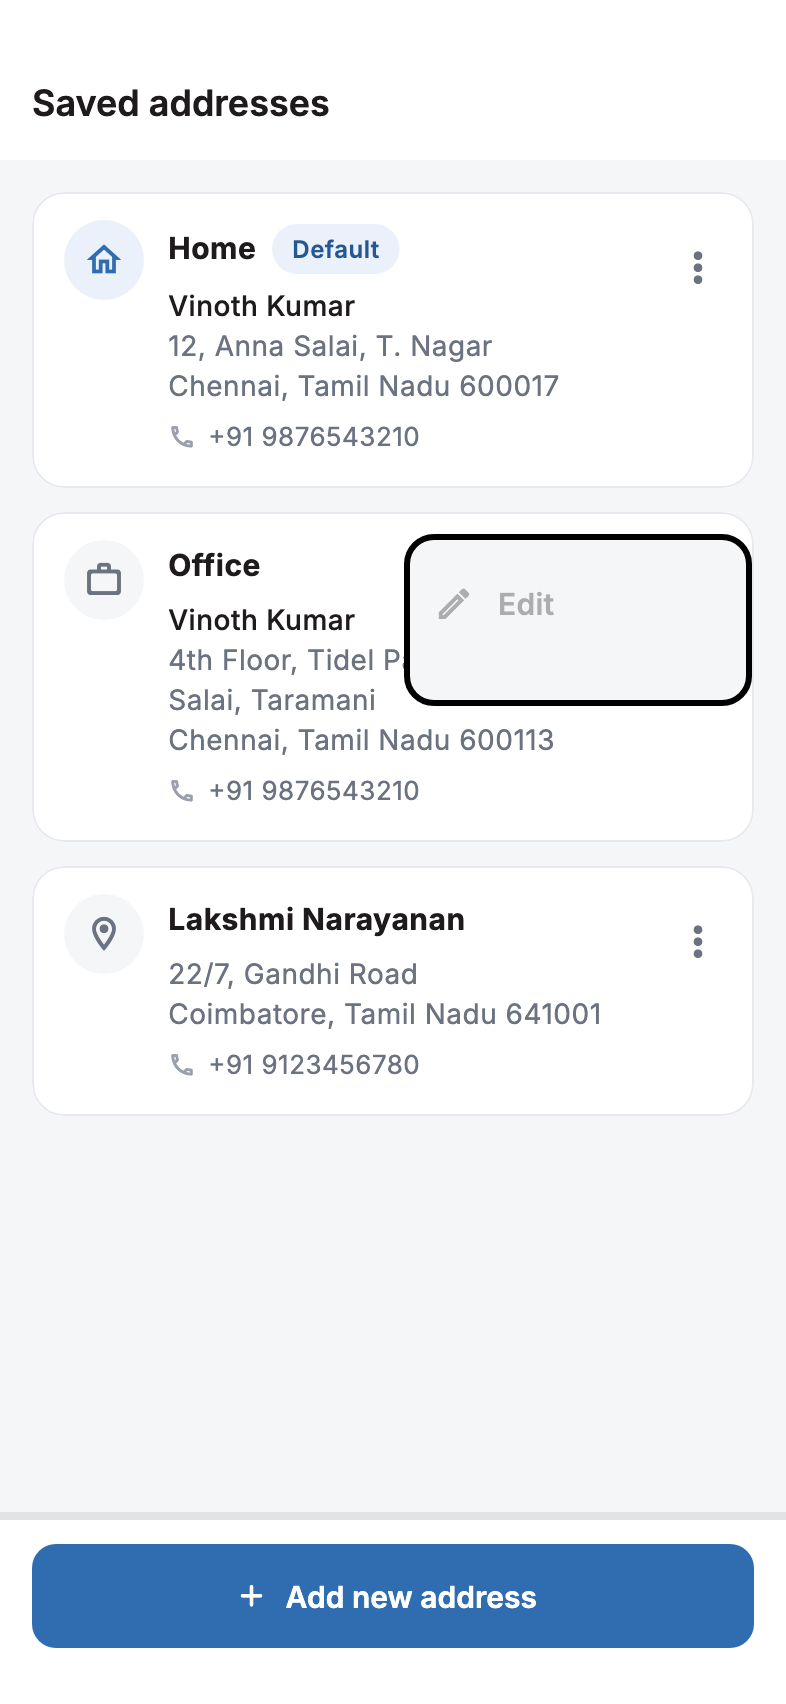 Saved addresses
Home
Default
Vinoth Kumar
12, Anna Salai, T. Nagar
Chennai, Tamil Nadu 600017
+91 9876543210
Office
Edit
Vinoth Kumar
4th Floor, Tidel
Salai, Taramani
Chennai, Tamil Nadu 600113
+91 9876543210
Lakshmi Narayanan
22/7, Gandhi Road
Coimbatore, Tamil Nadu 641001
+91 9123456780
+ Add new address